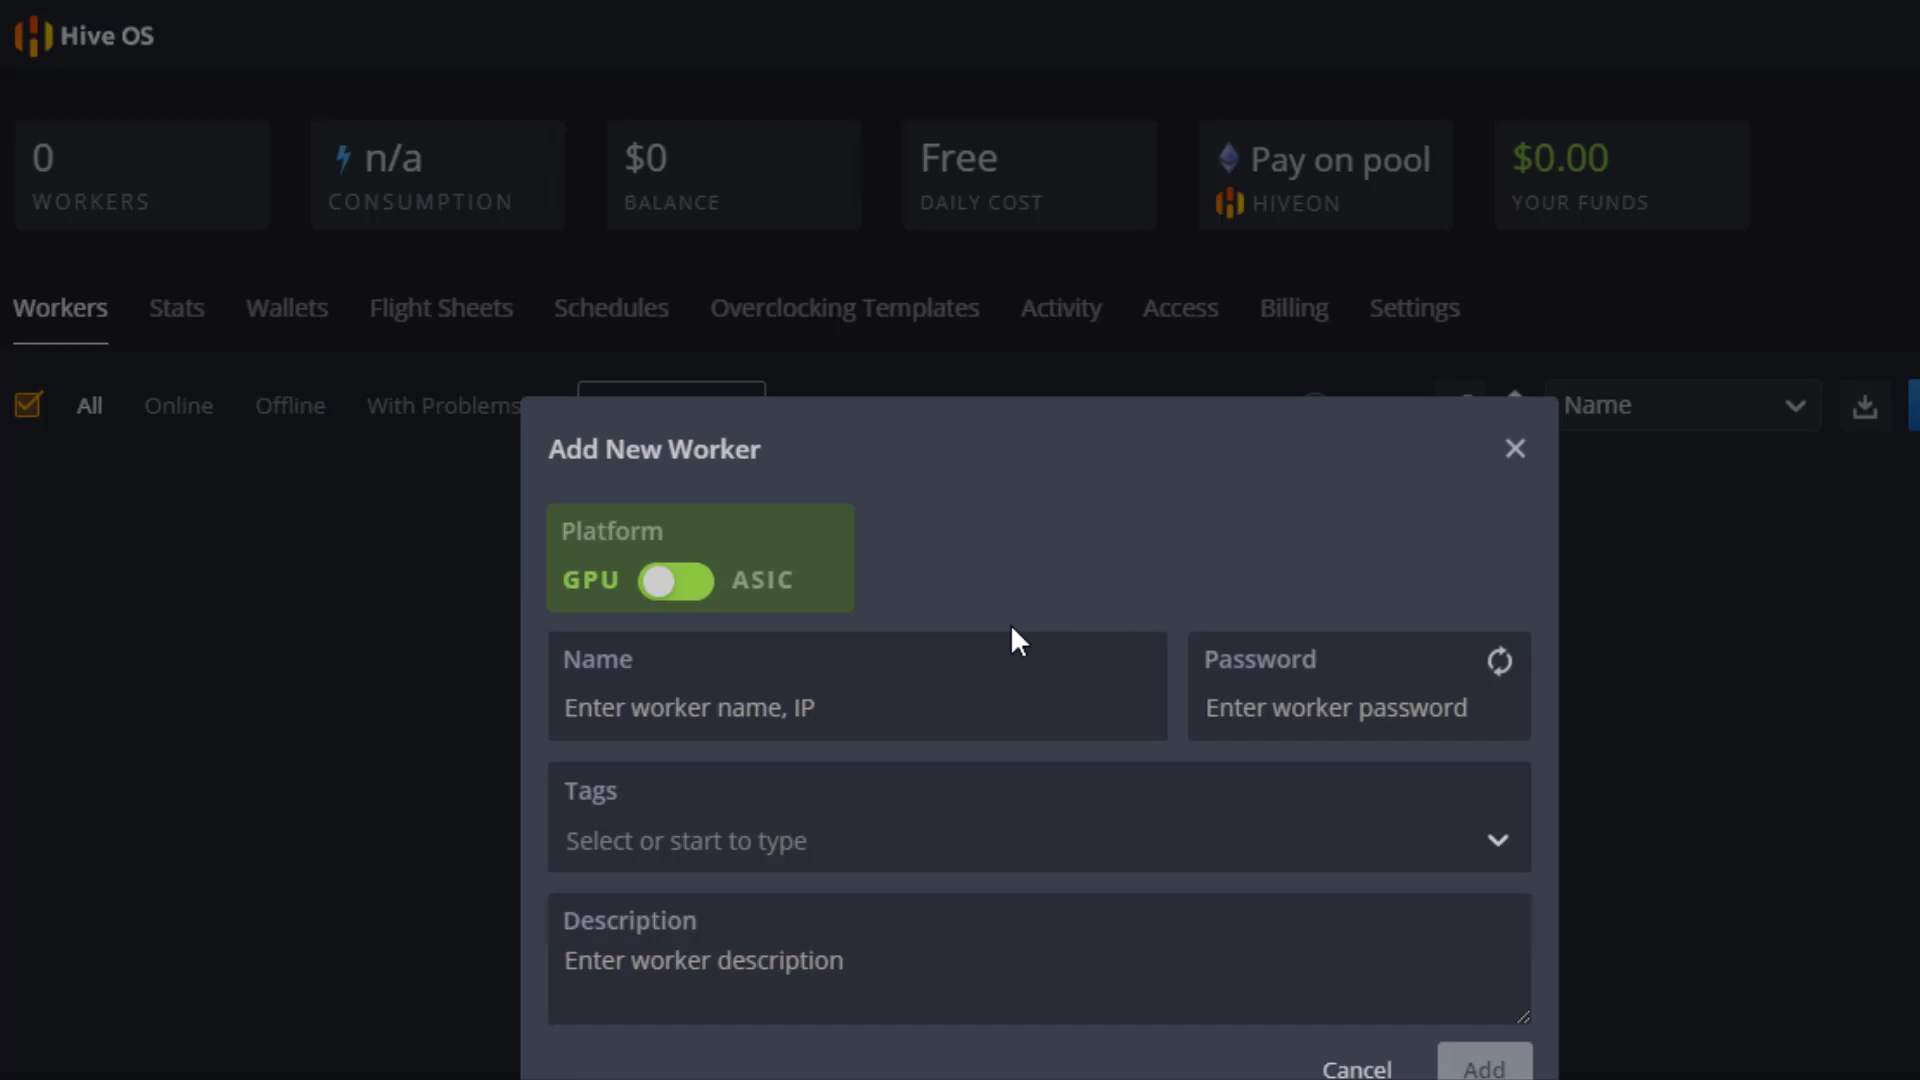 Hive OS
0
WORKERS
n/a
CONSUMPTION
$0
BALANCE
Free
DAILY COST
Pay on pool
HIVEON
$0.00
YOUR FUNDS
Workers Stats Wallets Flight Sheets Schedules Overclocking Templates Activity Access Billing Settings
All Online Offline With Problems
Name
Add New Worker
Platform
GPU ASIC
Name
Enter worker name, IP
Password
Enter worker password
Tags
Select or start to type
Description
Enter worker description
Cancel Add